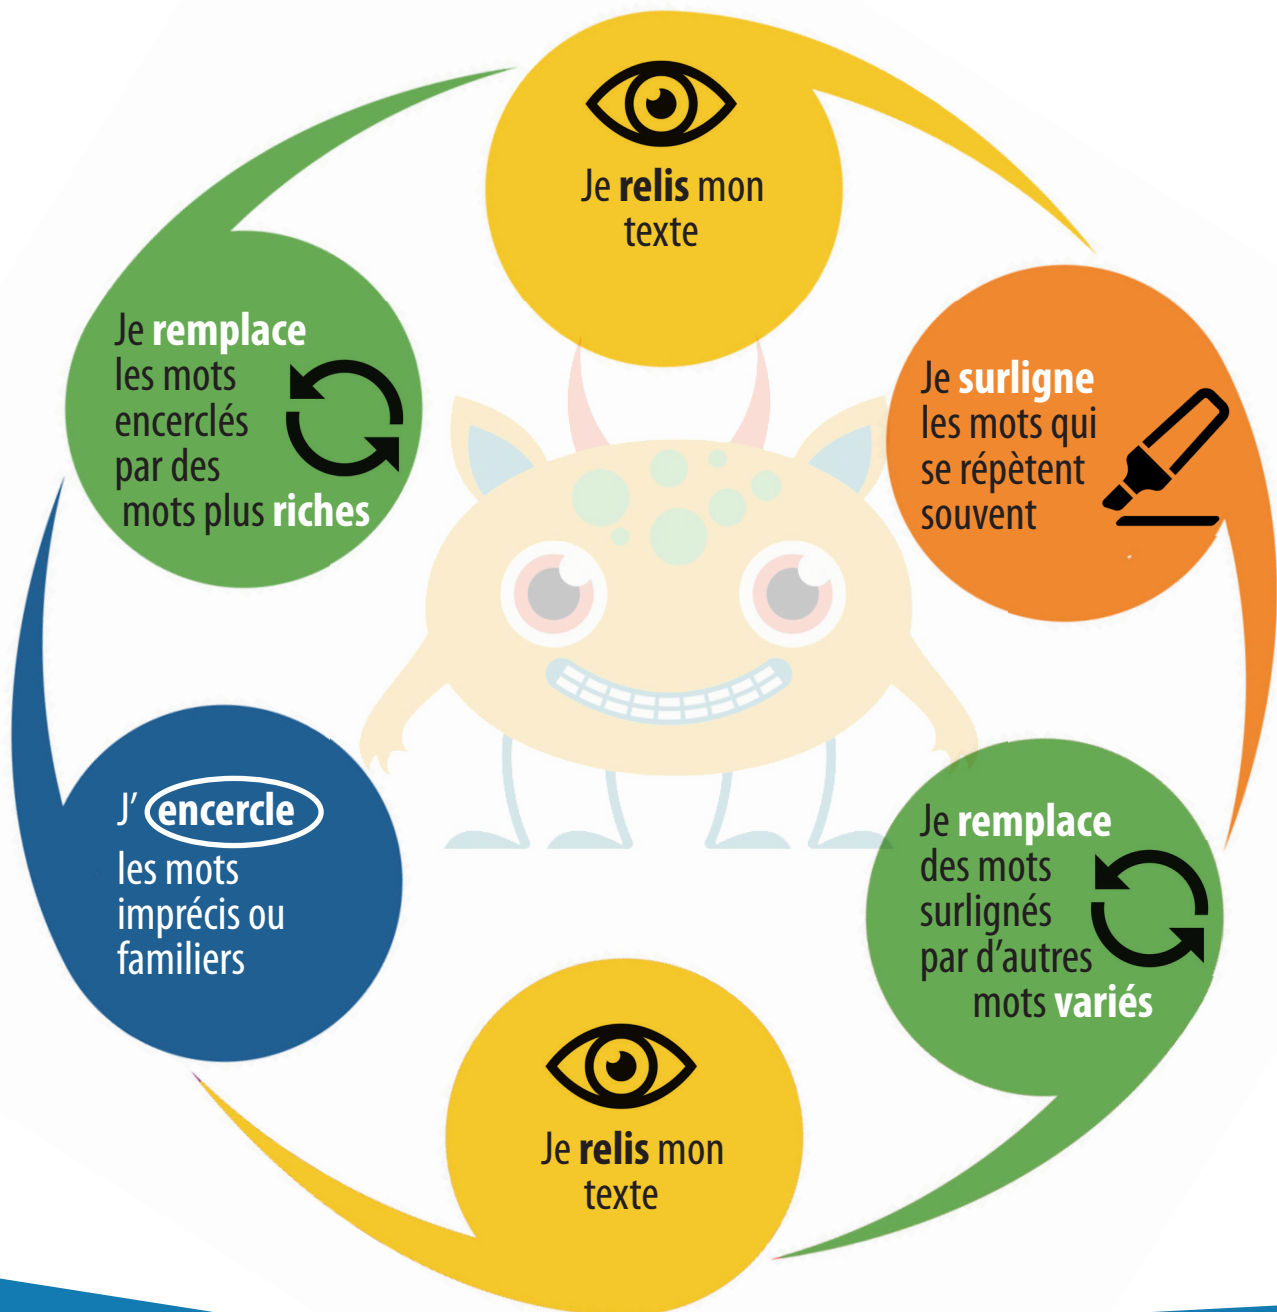 Je relis mon
texte
Je surligne
les mots qui
se répètent
souvent
Je remplace
des mots
surlignés
par d'autres
mots variés
Je relis mon
texte
J' encercle
les mots
imprécis ou
familiers
Je remplace
les mots
encerclés
par des
mots plus riches